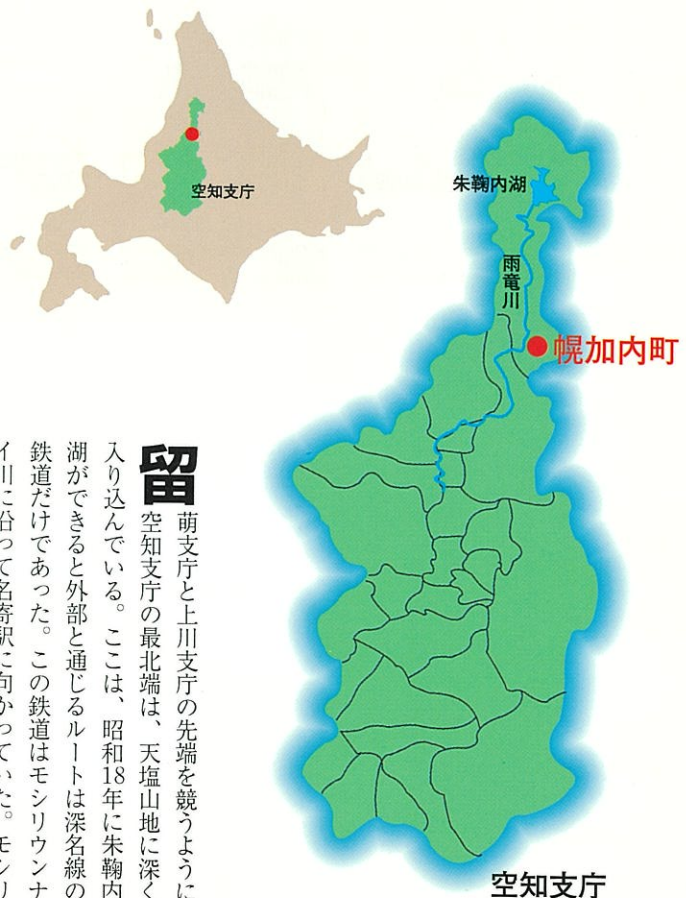 空知支庁
朱鞠内湖
雨竜川
幌加内町
留萌支庁と上川支庁の先端を競うように
空知支庁の最北端は、天塩山地に深く
入り込んでいる。ここは、昭和18年に朱鞠内
湖ができると外部と通じるルートは深名線の
鉄道だけであった。この鉄道はモシリウンナ
イ川に沿って名寄駅に向かっていた。モシリ
空知支庁